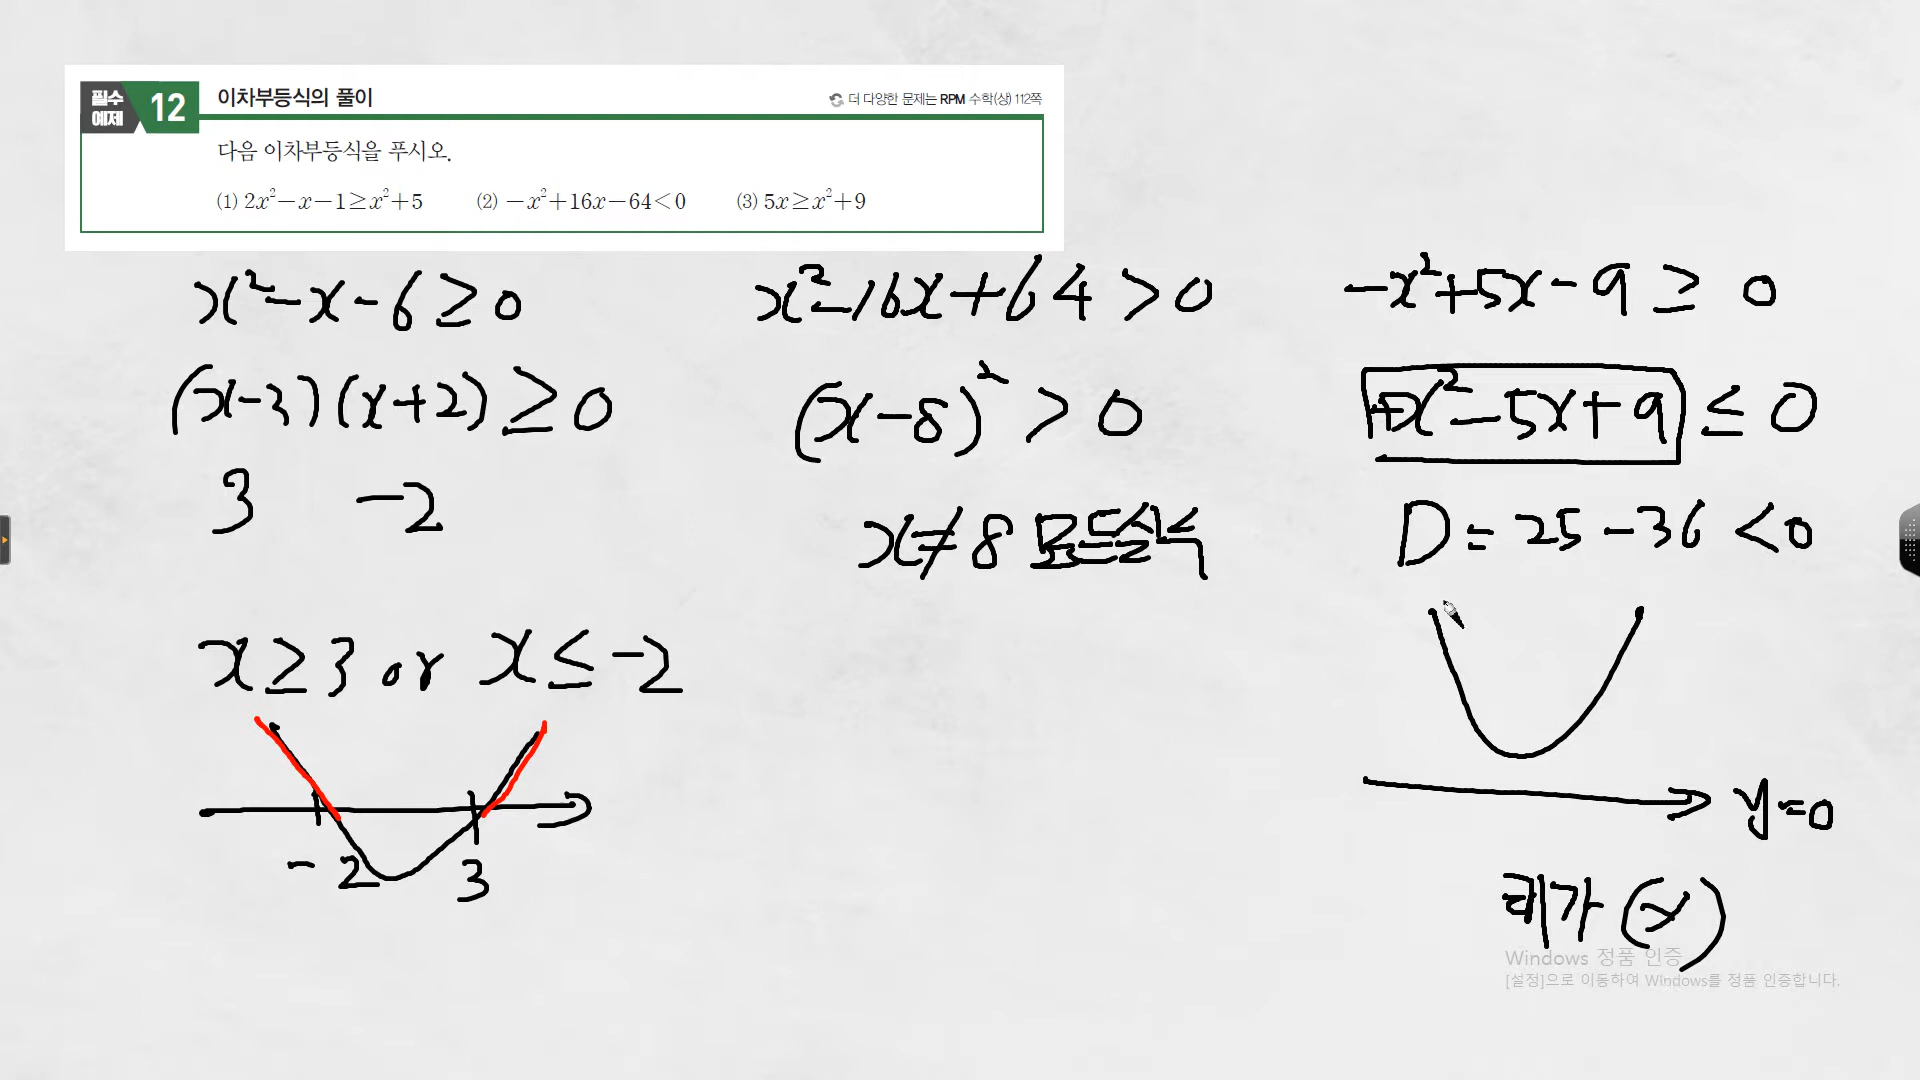 필수 예제 12 이차부등식의 풀이
더 다양한 문제는 RPM 수학(상) 112쪽
다음 이차부등식을 푸시오.
(1) 2x²−x−1≥x²+5 (2) −x²+16x−64<0 (3) 5x≥x²+9
x²-x-6≥0
(x-3)(x+2)≥0
3 -2
x≥3 or x≤-2
-2 3
x²-16x+64>0
(x-8)²>0
x≠8 모든실수
-x²+5x-9≥0
x²-5x+9≤0
D=25-36<0
y=0
해가 (x)
Windows 정품 인증
[설정]으로 이동하여 Windows를 정품 인증합니다.